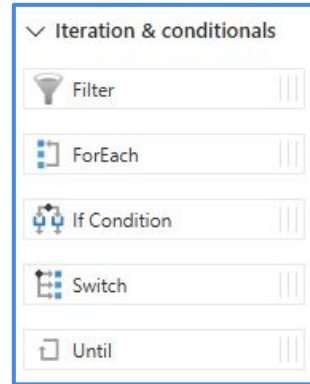 Iteration & conditionals
Filter
ForEach
If Condition
Switch
Until